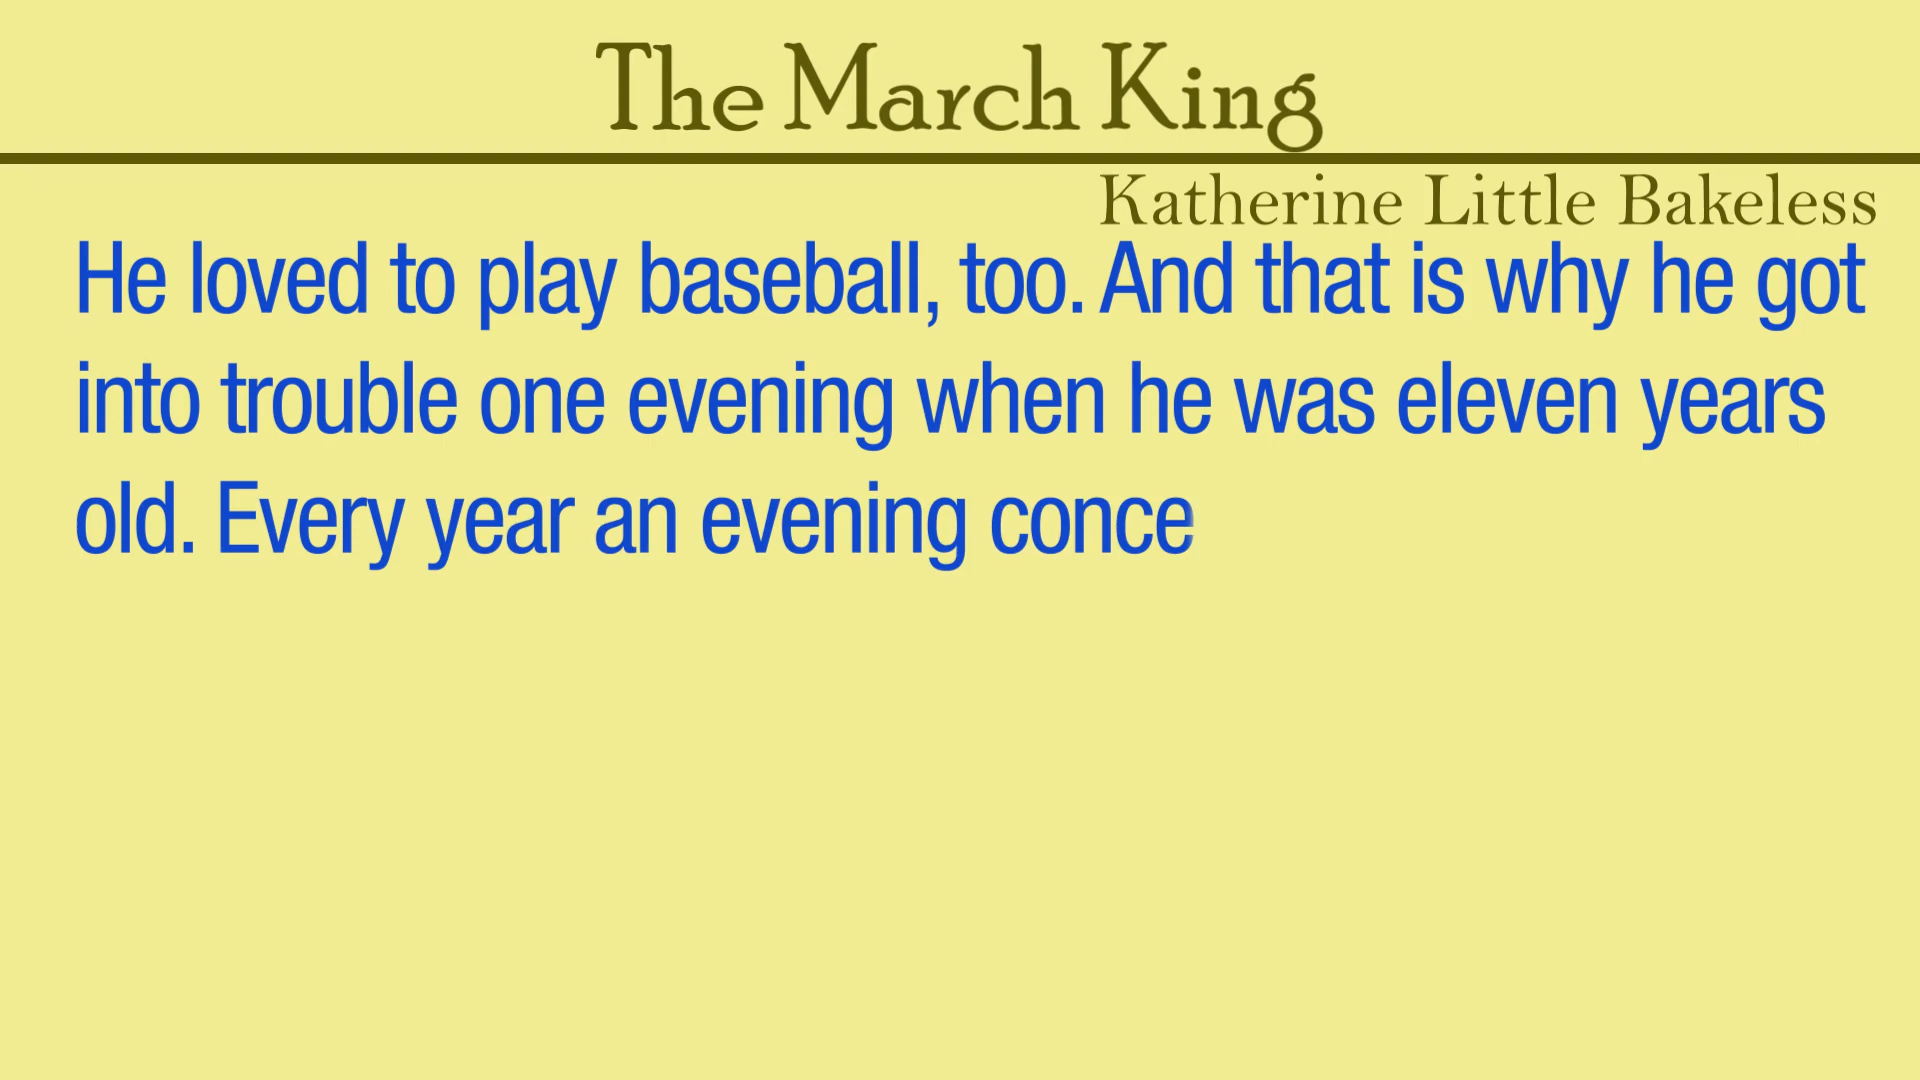 The March King
Katherine Little Bakeless
He loved to play baseball, too. And that is why he got
into trouble one evening when he was eleven years
old. Every year an evening conce